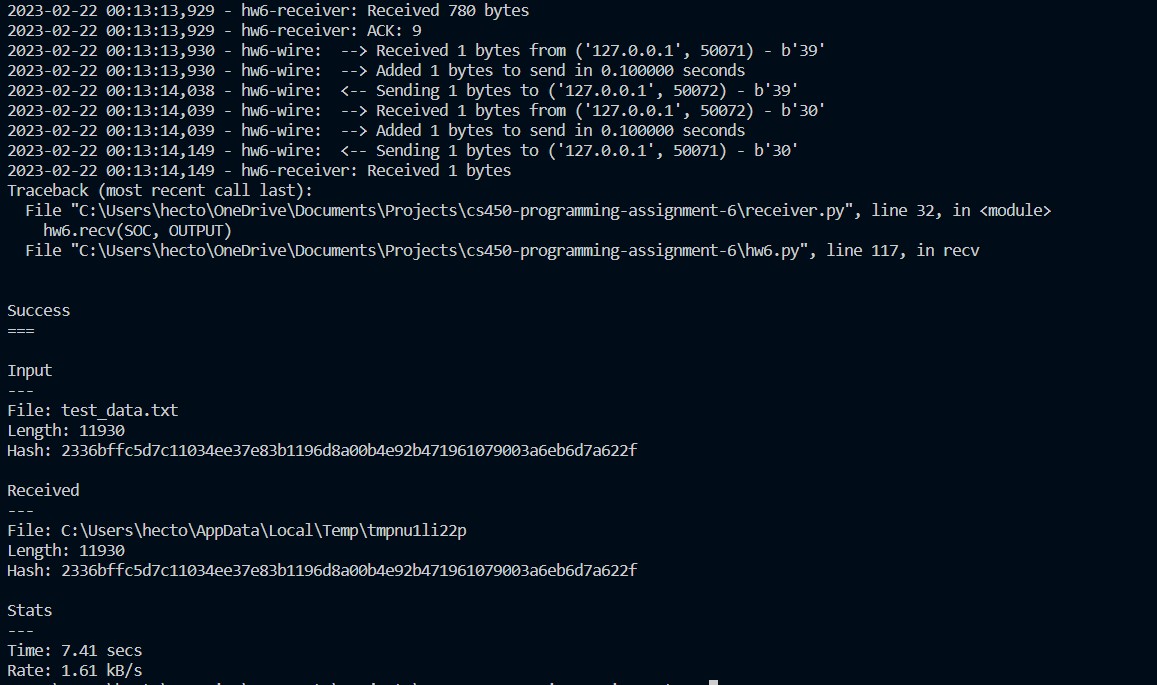 2023-02-22 00:13:13,929 - hw6-receiver: Received 780 bytes
2023-02-22 00:13:13,929 - hw6-receiver: ACK: 9
2023-02-22 00:13:13,930 - hw6-wire:  --> Received 1 bytes from ('127.0.0.1', 50071) - b'39'
2023-02-22 00:13:13,930 - hw6-wire:  --> Added 1 bytes to send in 0.100000 seconds
2023-02-22 00:13:14,038 - hw6-wire:  <-- Sending 1 bytes to ('127.0.0.1', 50072) - b'39'
2023-02-22 00:13:14,039 - hw6-wire:  --> Received 1 bytes from ('127.0.0.1', 50072) - b'30'
2023-02-22 00:13:14,039 - hw6-wire:  --> Added 1 bytes to send in 0.100000 seconds
2023-02-22 00:13:14,149 - hw6-wire:  <-- Sending 1 bytes to ('127.0.0.1', 50071) - b'30'
2023-02-22 00:13:14,149 - hw6-receiver: Received 1 bytes
Traceback (most recent call last):
  File "C:\Users\hecto\OneDrive\Documents\Projects\cs450-programming-assignment-6\receiver.py", line 32, in <module>
    hw6.recv(SOC, OUTPUT)
  File "C:\Users\hecto\OneDrive\Documents\Projects\cs450-programming-assignment-6\hw6.py", line 117, in recv
Success
===
Input
---
File: test_data.txt
Length: 11930
Hash: 2336bffc5d7c11034ee37e83b1196d8a00b4e92b471961079003a6eb6d7a622f
Received
---
File: C:\Users\hecto\AppData\Local\Temp\tmpnu1li22p
Length: 11930
Hash: 2336bffc5d7c11034ee37e83b1196d8a00b4e92b471961079003a6eb6d7a622f
Stats
---
Time: 7.41 secs
Rate: 1.61 kB/s